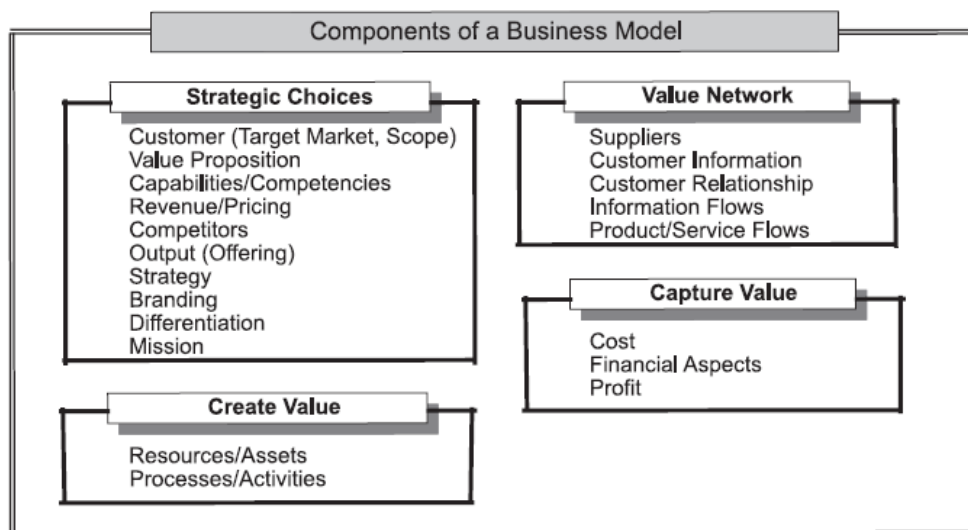 Components of a Business Model
Strategic Choices
Customer (Target Market, Scope)
Value Proposition
Capabilities/Competencies
Revenue/Pricing
Competitors
Output (Offering)
Strategy
Branding
Differentiation
Mission
Create Value
Resources/Assets
Processes/Activities
Value Network
Suppliers
Customer Information
Customer Relationship
Information Flows
Product/Service Flows
Capture Value
Cost
Financial Aspects
Profit